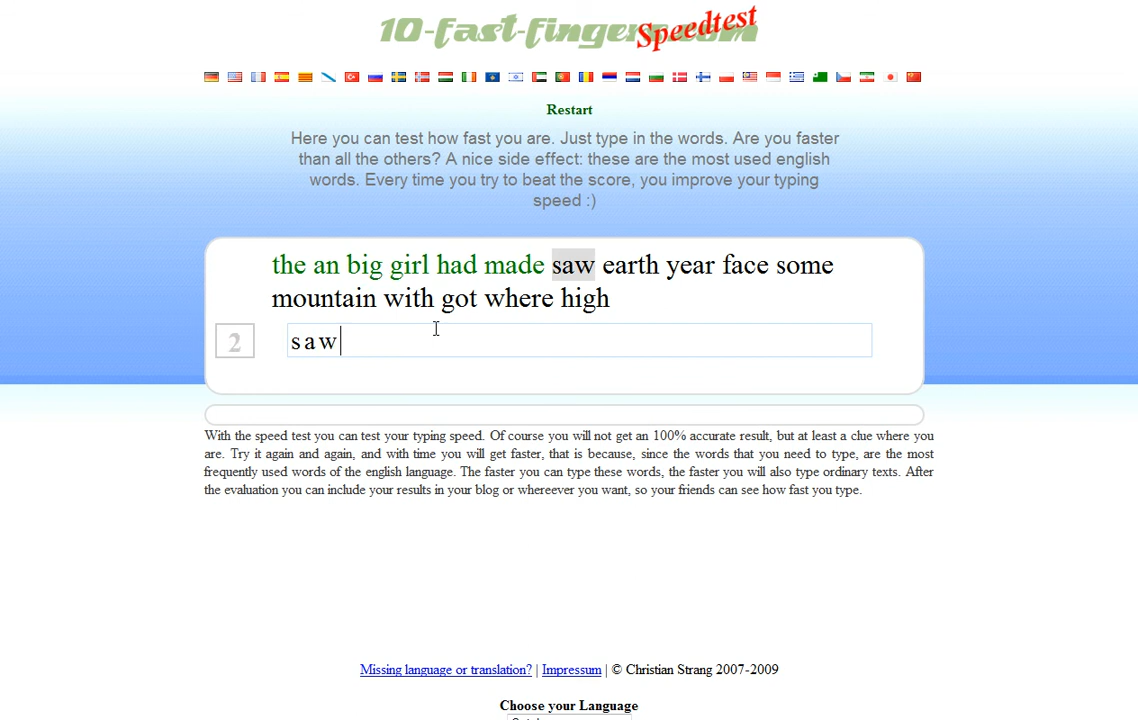 10-fast-fingers.com
Speedtest
Restart
Here you can test how fast you are. Just type in the words. Are you faster
than all the others? A nice side effect: these are the most used english
words. Every time you try to beat the score, you improve your typing
speed :)
the an big girl had made saw earth year face some
mountain with got where high
2
saw
With the speed test you can test your typing speed. Of course you will not get an 100% accurate result, but at least a clue where you
are. Try it again and again, and with time you will get faster, that is because, since the words that you need to type, are the most
frequently used words of the english language. The faster you can type these words, the faster you will also type ordinary texts. After
the evaluation you can include your results in your blog or whereever you want, so your friends can see how fast you type.
Missing language or translation? | Impressum | © Christian Strang 2007-2009
Choose your Language